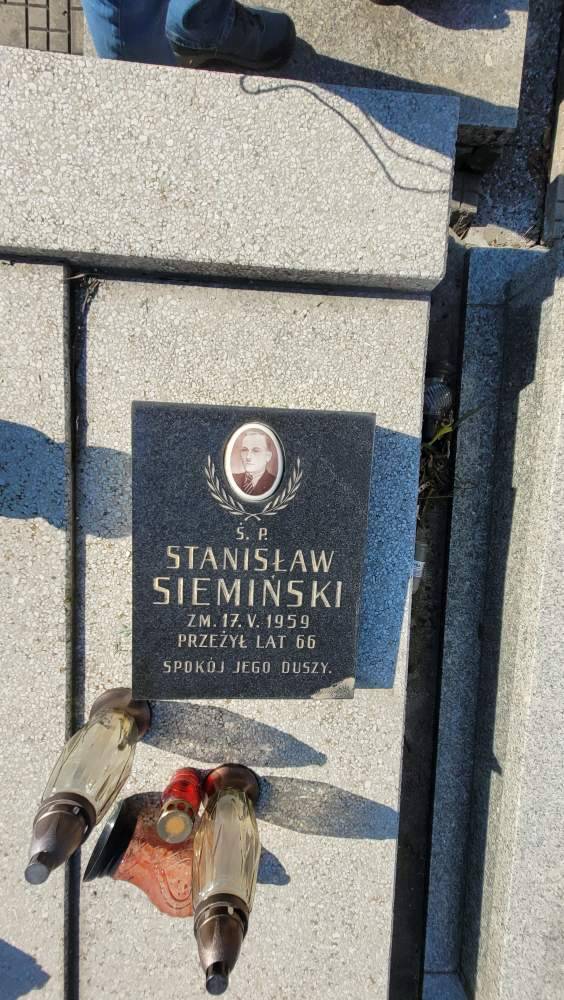 Ś. P.
STANISŁAW
SIEMIŃSKI
ZM. 17. V. 1959
PRZEŻYŁ LAT 66
SPOKÓJ JEGO DUSZY.